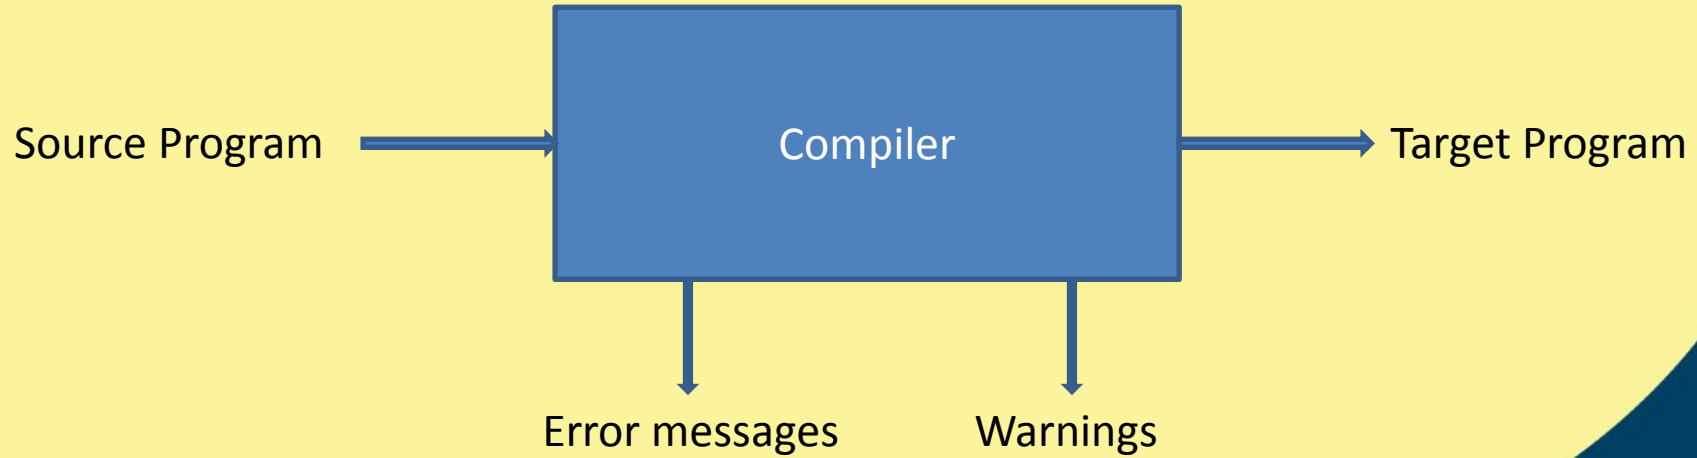 Source Program
Compiler
Target Program
Error messages
Warnings